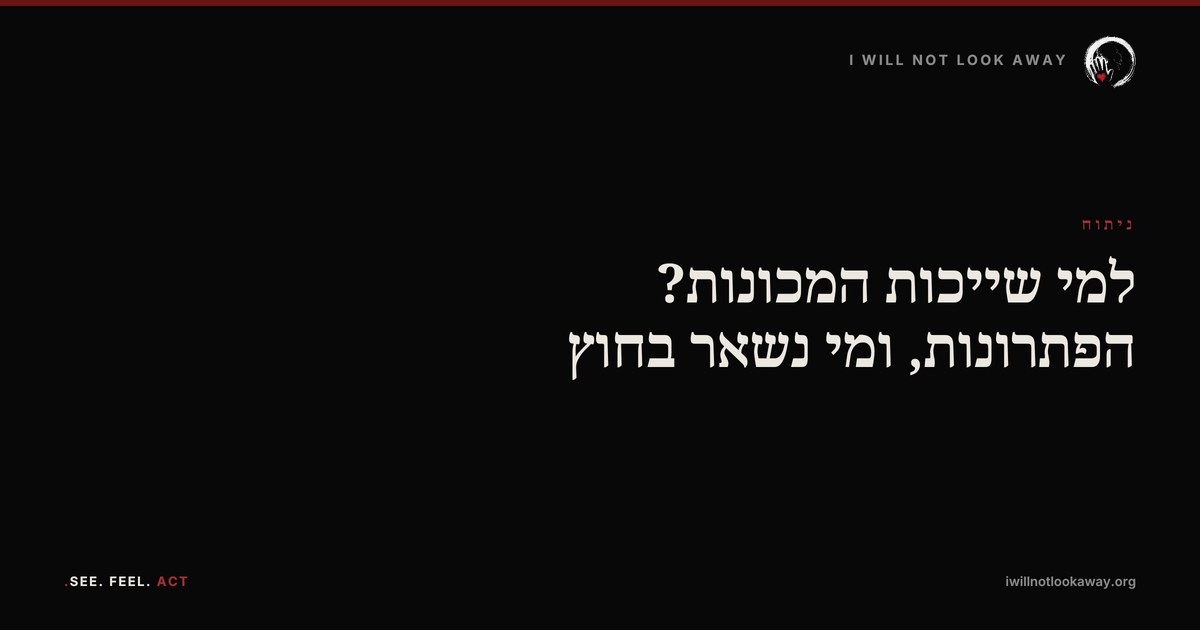 I WILL NOT LOOK AWAY
ניתוח
למי שייכות המכונות?
הפתרונות, ומי נשאר בחוץ
.SEE. FEEL. ACT
iwillnotlookaway.org